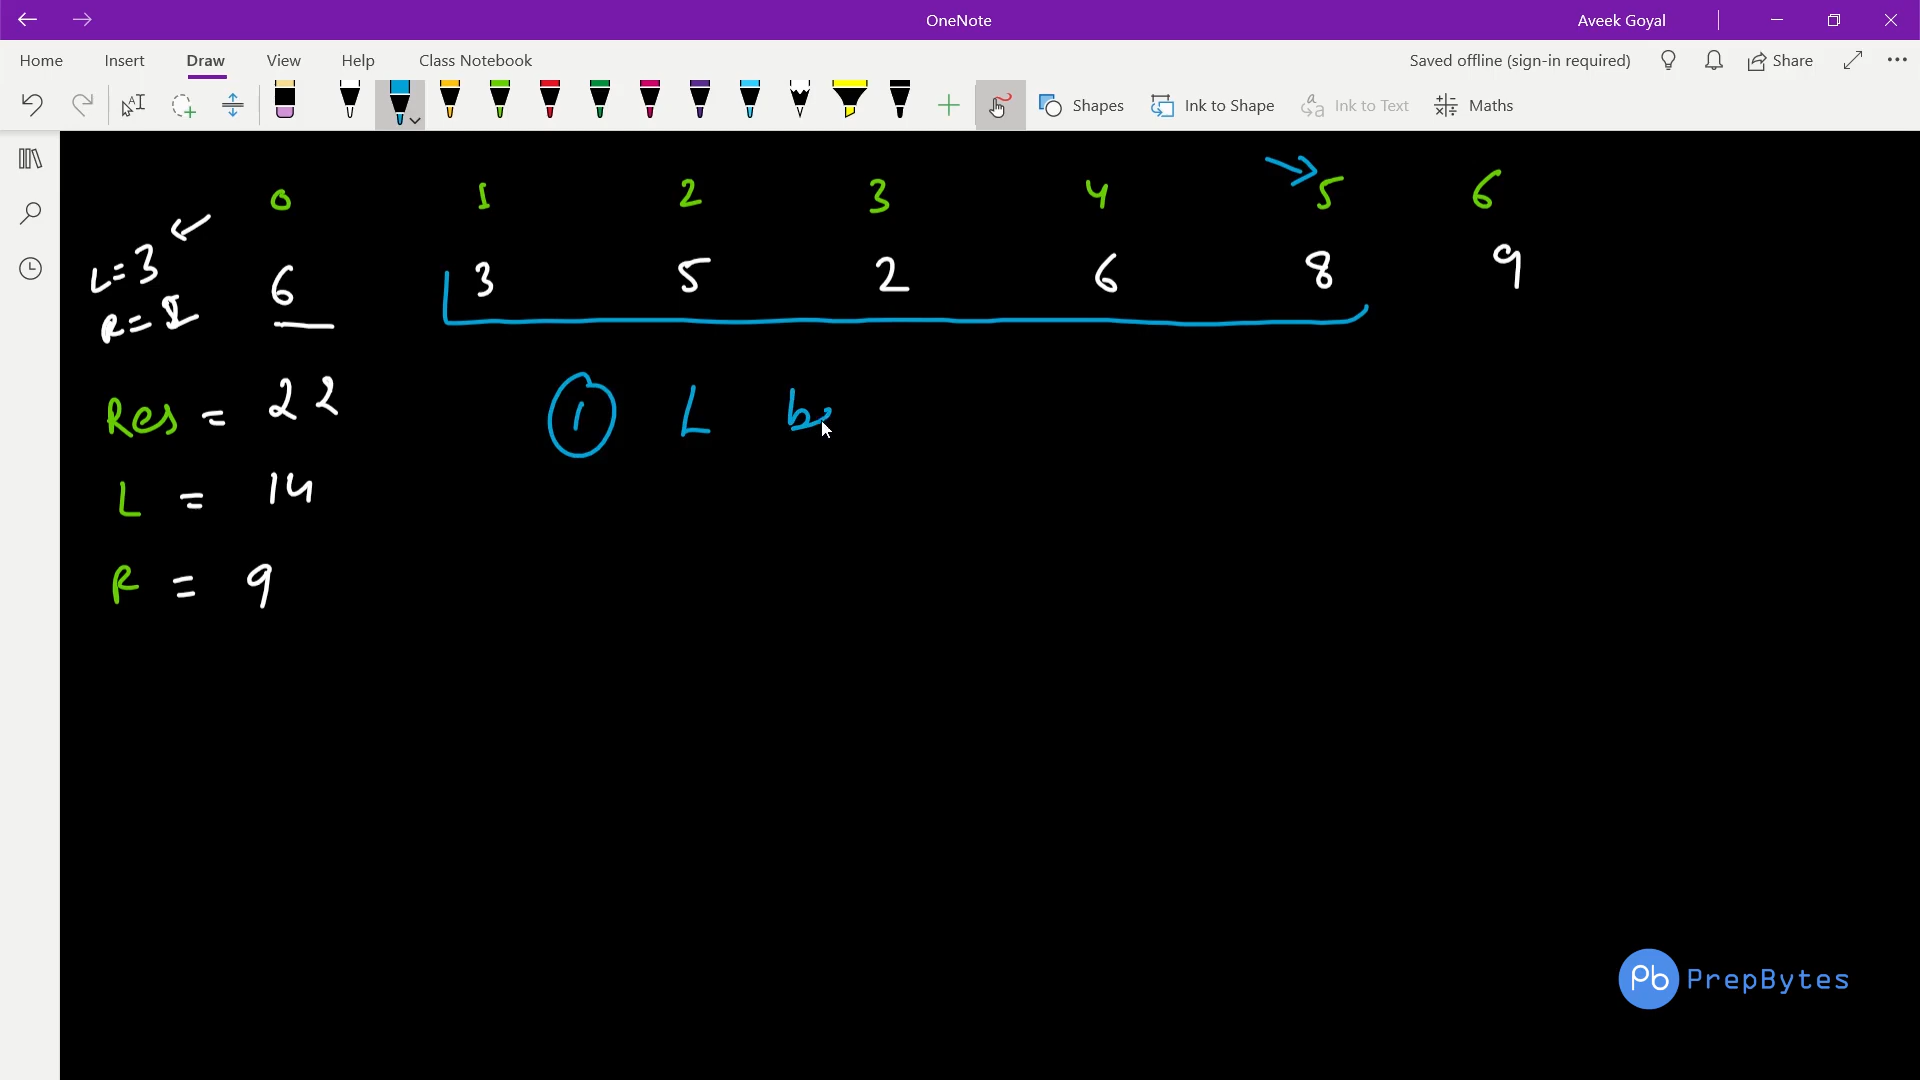 OneNote
Aveek Goyal
Home Insert Draw View Help Class Notebook
Saved offline (sign-in required) Share
Shapes Ink to Shape Ink to Text Maths
0 1 2 3 4 5 6
L=3
6 3 5 2 6 8 9
R=
Res = 22
① L be
L = 14
R = 9
Pb PrepBytes